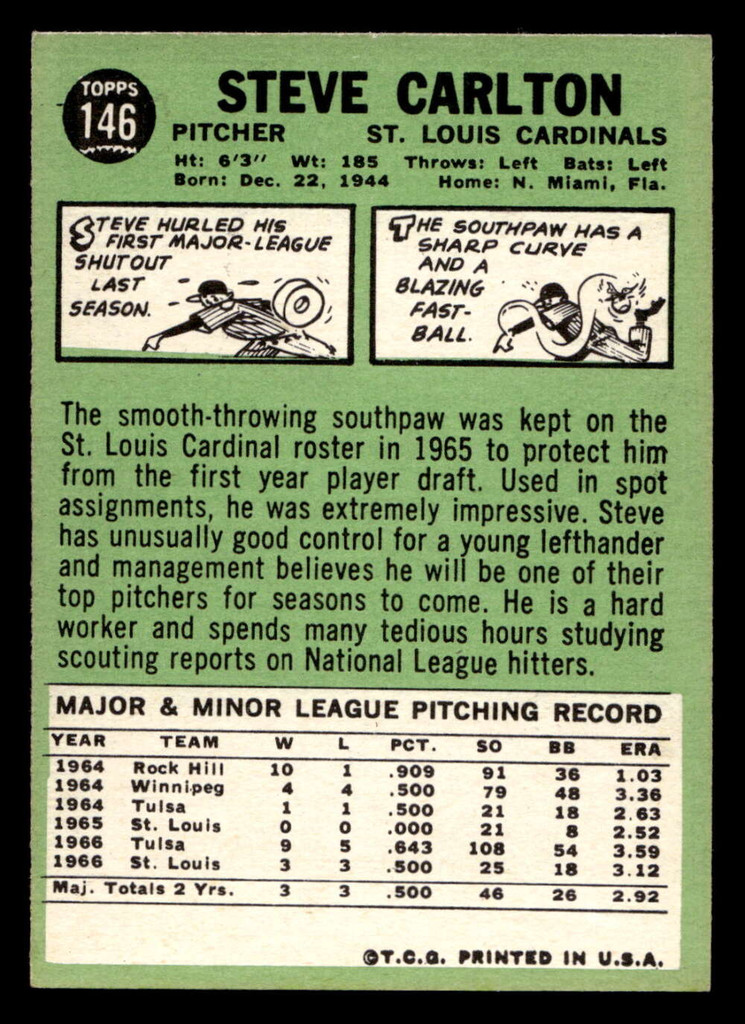 TOPPS
146
STEVE CARLTON
PITCHER ST. LOUIS CARDINALS
Ht: 6'3" Wt: 185 Throws: Left Bats: Left
Born: Dec. 22, 1944 Home: N. Miami, Fla.
STEVE HURLED HIS
FIRST MAJOR-LEAGUE
SHUTOUT
LAST
SEASON.
THE SOUTHPAW HAS A
SHARP CURVE
AND A
BLAZING
FAST-
BALL.
The smooth-throwing southpaw was kept on the
St. Louis Cardinal roster in 1965 to protect him
from the first year player draft. Used in spot
assignments, he was extremely impressive. Steve
has unusually good control for a young lefthander
and management believes he will be one of their
top pitchers for seasons to come. He is a hard
worker and spends many tedious hours studying
scouting reports on National League hitters.
MAJOR & MINOR LEAGUE PITCHING RECORD
YEAR TEAM W L PCT. SO BB ERA
1964 Rock Hill 10 1 .909 91 36 1.03
1964 Winnipeg 4 4 .500 79 48 3.36
1964 Tulsa 1 1 .500 21 18 2.63
1965 St. Louis 0 0 .000 21 8 2.52
1966 Tulsa 9 5 .643 108 54 3.59
1966 St. Louis 3 3 .500 25 18 3.12
Maj. Totals 2 Yrs. 3 3 .500 46 26 2.92
©T.C.G. PRINTED IN U.S.A.